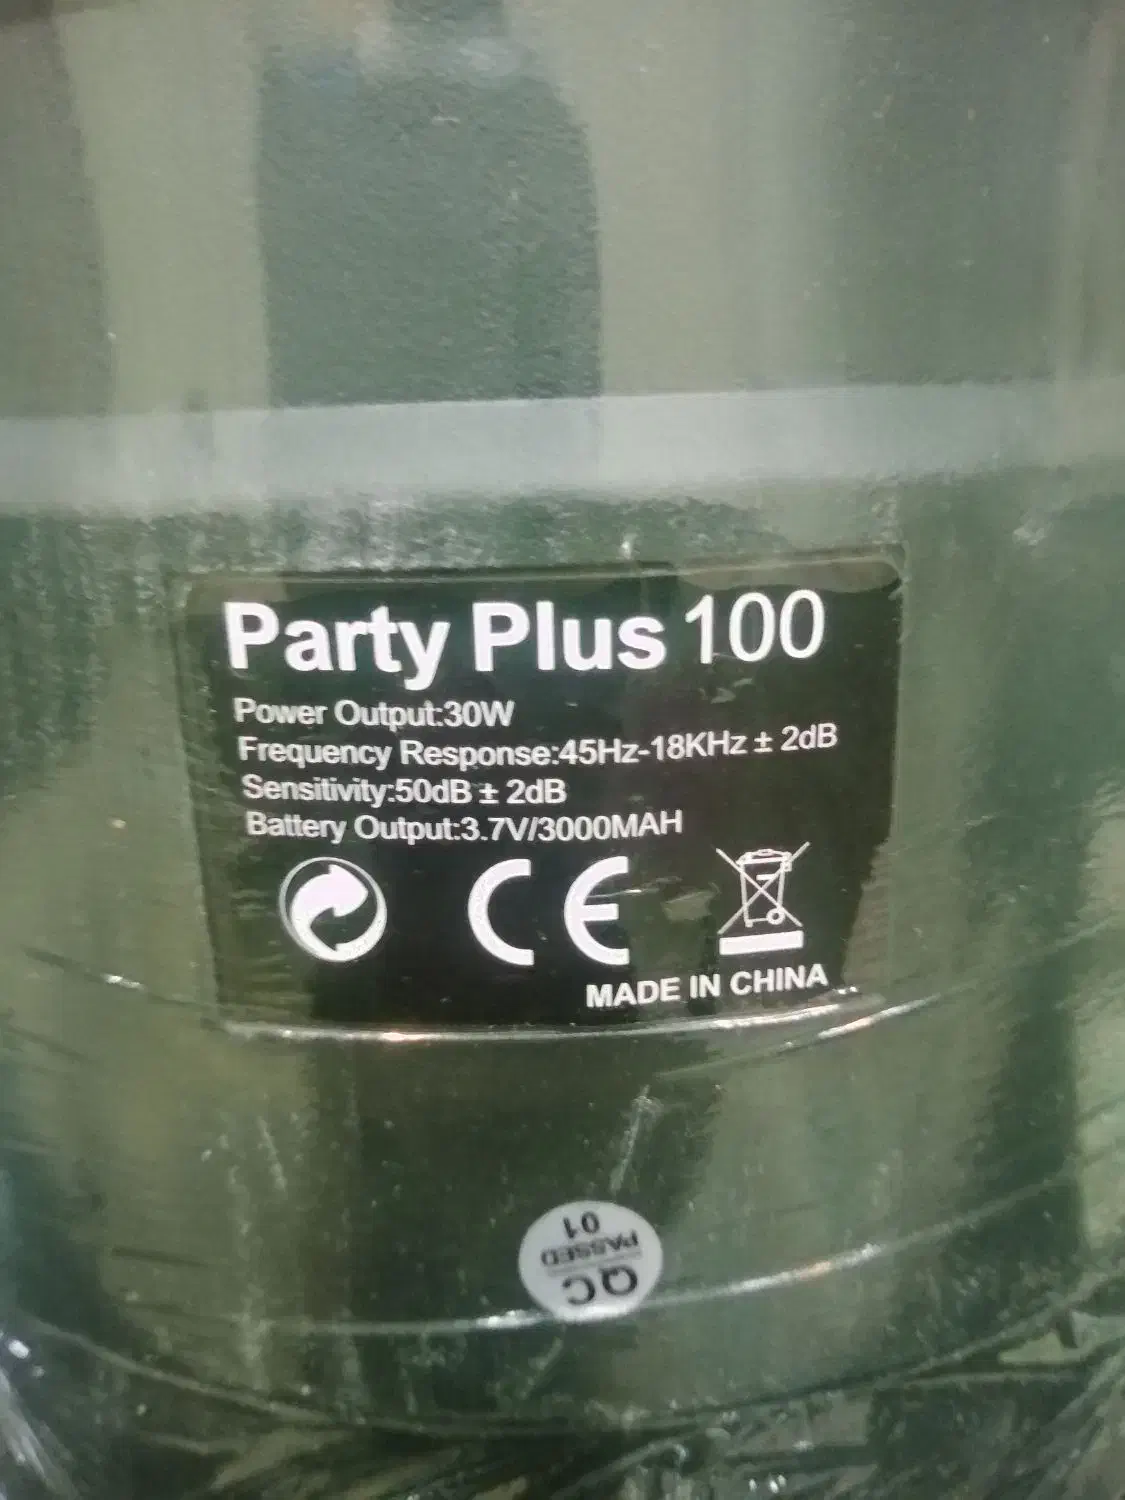 Party Plus 100
Power Output:30W
Frequency Response:45Hz-18KHz ± 2dB
Sensitivity:50dB ± 2dB
Battery Output:3.7V/3000MAH
CE
MADE IN CHINA
QC
PASSED
01